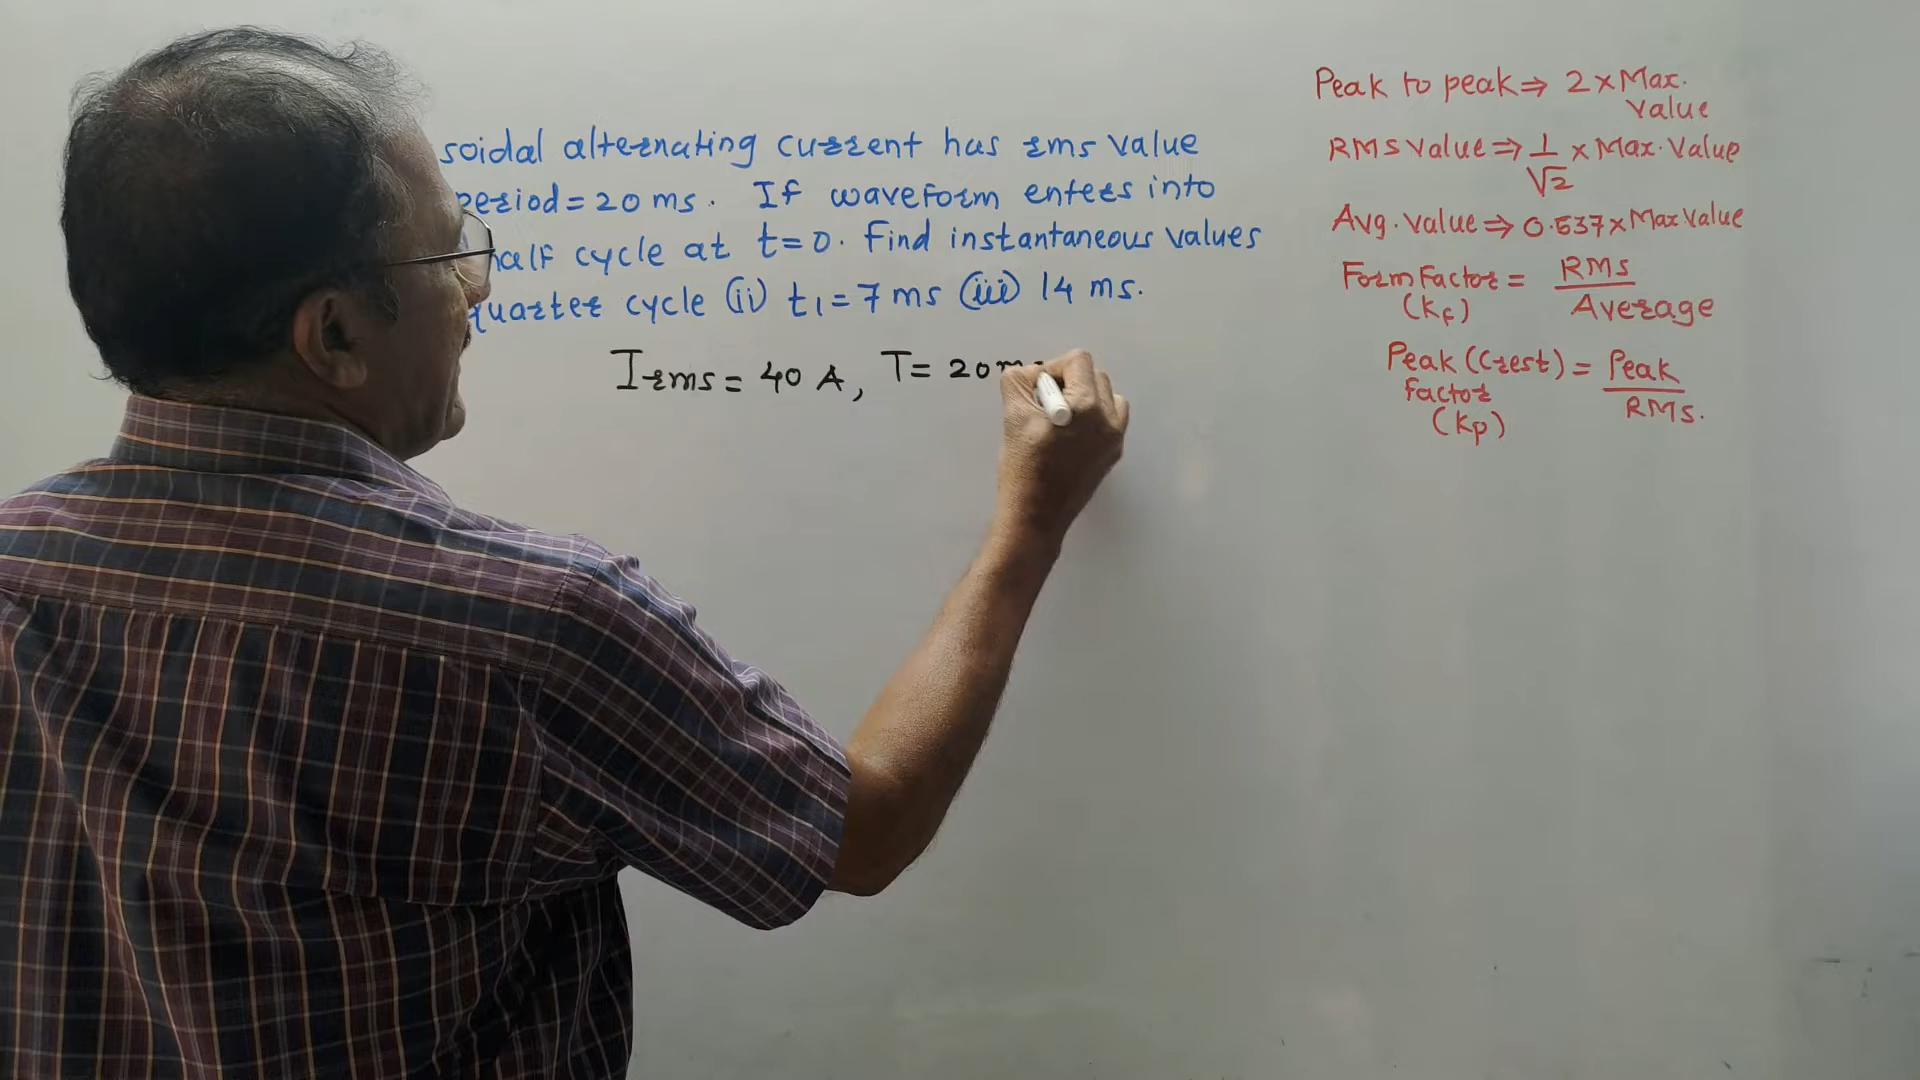 soidal alternating current has rms value
period = 20 ms. If waveform enters into
half cycle at t=0. Find instantaneous values
quarter cycle (ii) t1 = 7 ms (iii) 14 ms.
Irms = 40 A, T = 20 m
Peak to peak ⇒ 2 × Max.
Value
RMS Value ⇒ 1/√2 × Max. Value
Avg. Value ⇒ 0.637 × Max Value
Form Factor = RMS / Average
(Kf)
Peak (Crest) = Peak / RMS.
Factor
(Kp)